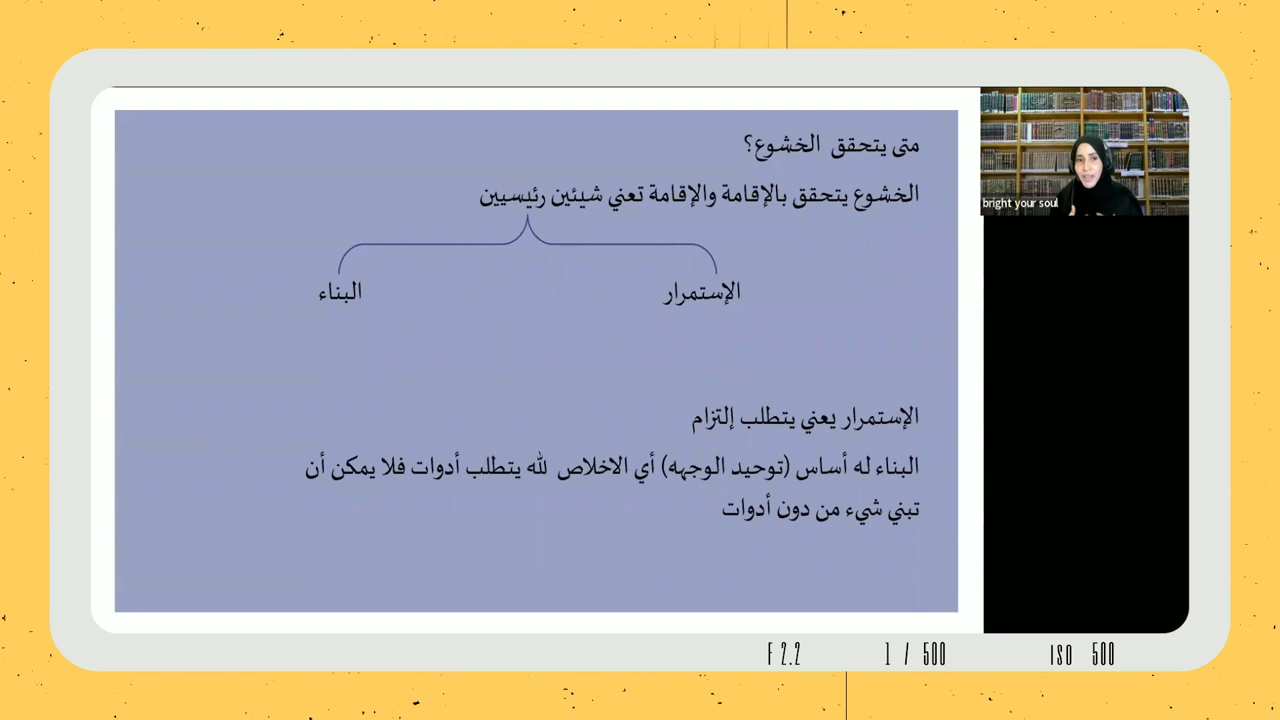 متى يتحقق الخشوع؟
الخشوع يتحقق بالإقامة والإقامة تعني شيئين رئيسيين
الإستمرار
البناء
الإستمرار يعني يتطلب إلتزام
البناء له أساس (توحيد الوجهه) أي الاخلاص لله يتطلب أدوات فلا يمكن أن
تبني شيء من دون أدوات
bright your soul
F 2.2
1 / 500
ISO 500